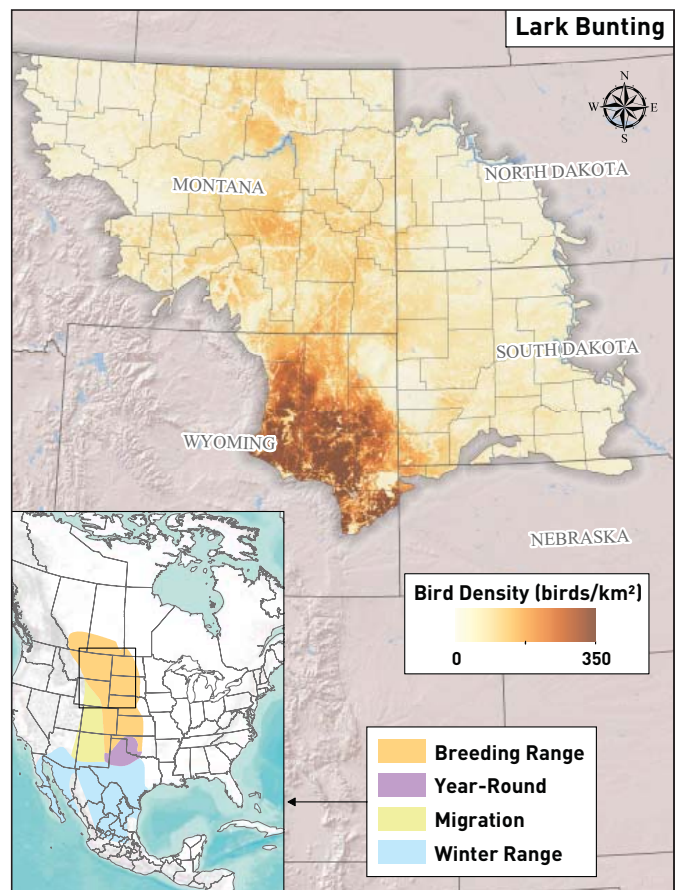 Lark Bunting
N
W E
S
MONTANA
NORTH DAKOTA
SOUTH DAKOTA
WYOMING
NEBRASKA
Bird Density (birds/km²)
0 350
Breeding Range
Year-Round
Migration
Winter Range